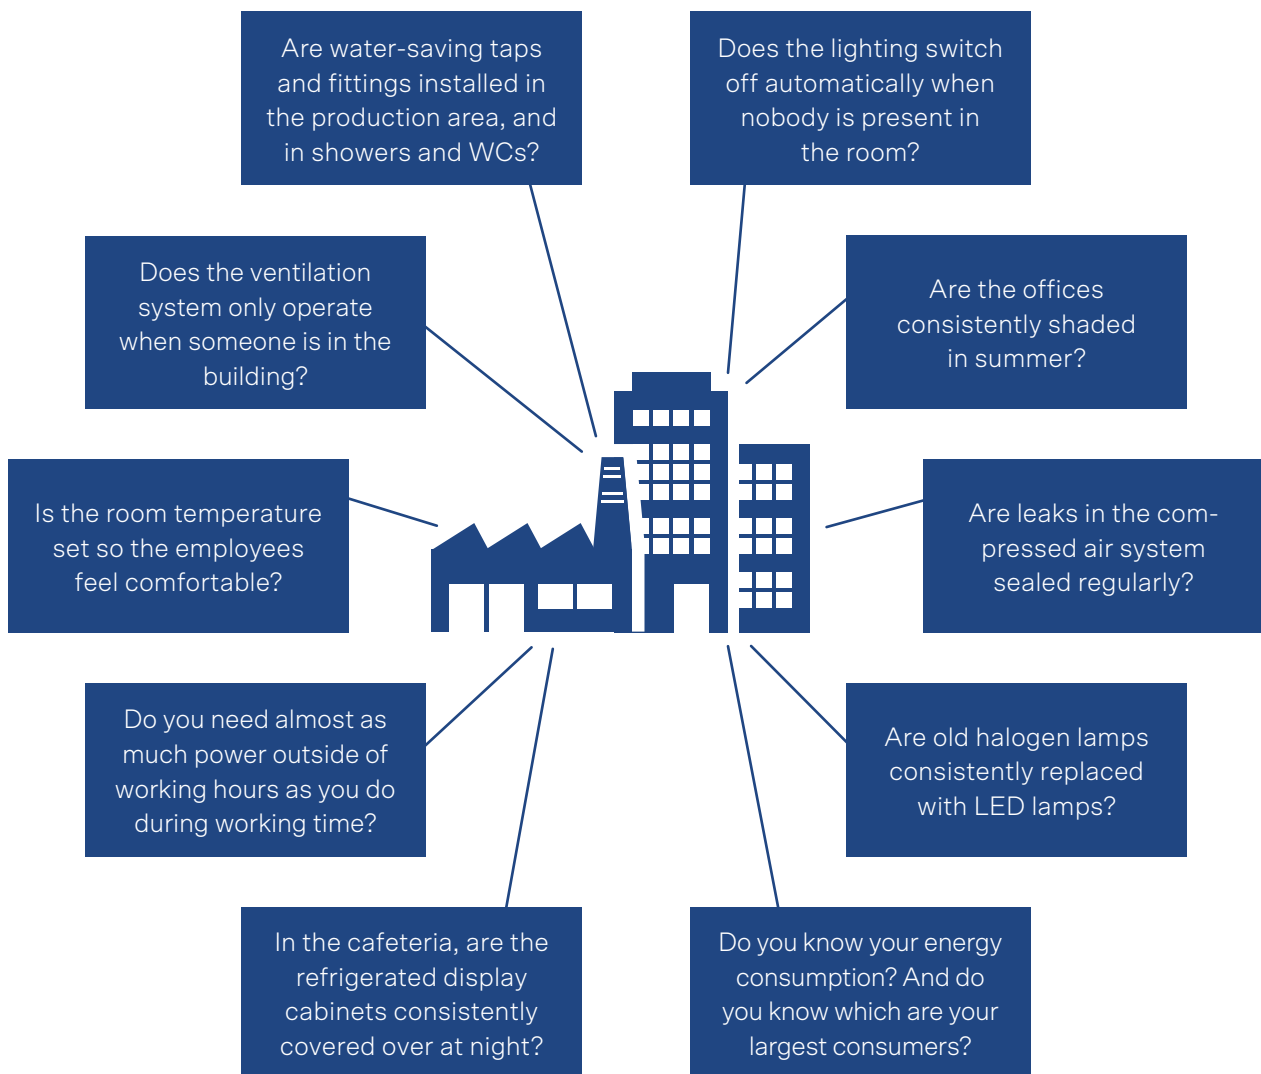 Are water-saving taps
and fittings installed in
the production area, and
in showers and WCs?
Does the lighting switch
off automatically when
nobody is present in
the room?
Does the ventilation
system only operate
when someone is in the
building?
Are the offices
consistently shaded
in summer?
Is the room temperature
set so the employees
feel comfortable?
Are leaks in the com-
pressed air system
sealed regularly?
Do you need almost as
much power outside of
working hours as you do
during working time?
Are old halogen lamps
consistently replaced
with LED lamps?
In the cafeteria, are the
refrigerated display
cabinets consistently
covered over at night?
Do you know your energy
consumption? And do
you know which are your
largest consumers?